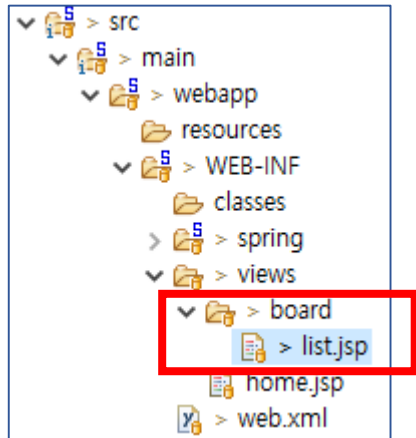 > src
> main
> webapp
resources
> WEB-INF
classes
> spring
> views
> board
> list.jsp
home.jsp
> web.xml